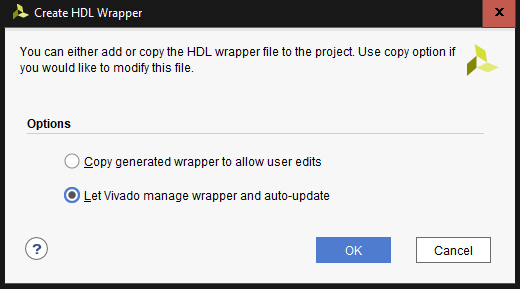 Create HDL Wrapper
X
You can either add or copy the HDL wrapper file to the project. Use copy option if
you would like to modify this file.
Options
Copy generated wrapper to allow user edits
Let Vivado manage wrapper and auto-update
?
OK
Cancel